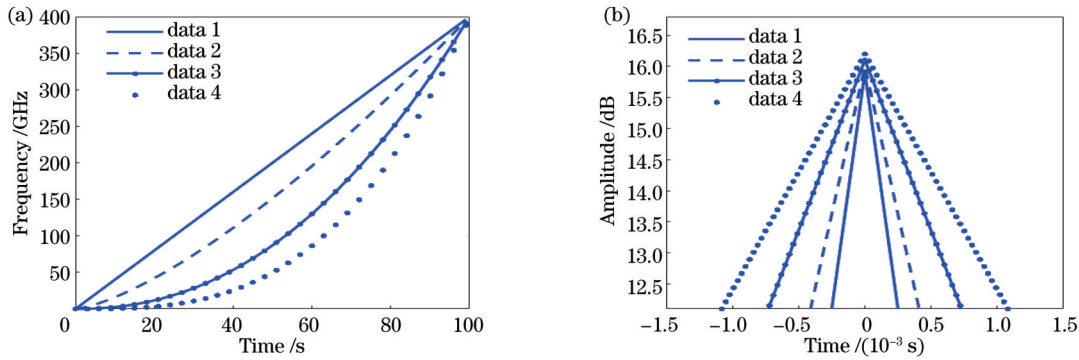 (a)
400
350
300
250
200
150
100
50
0
20
40
60
80
100
Frequency /GHz
Time /s
data 1
data 2
data 3
data 4
(b)
16.5
16.0
15.5
15.0
14.5
14.0
13.5
13.0
12.5
-1.5
-1.0
-0.5
0
0.5
1.0
1.5
Amplitude /dB
Time /(10⁻³ s)
data 1
data 2
data 3
data 4